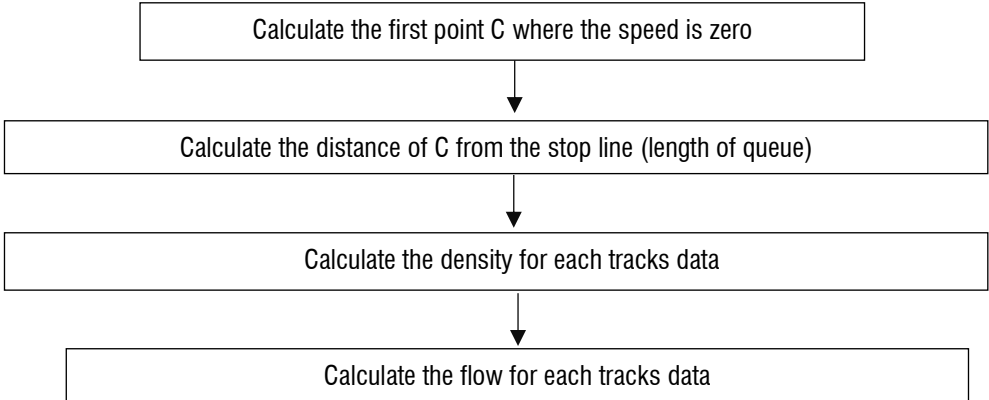 Calculate the first point C where the speed is zero
Calculate the distance of C from the stop line (length of queue)
Calculate the density for each tracks data
Calculate the flow for each tracks data